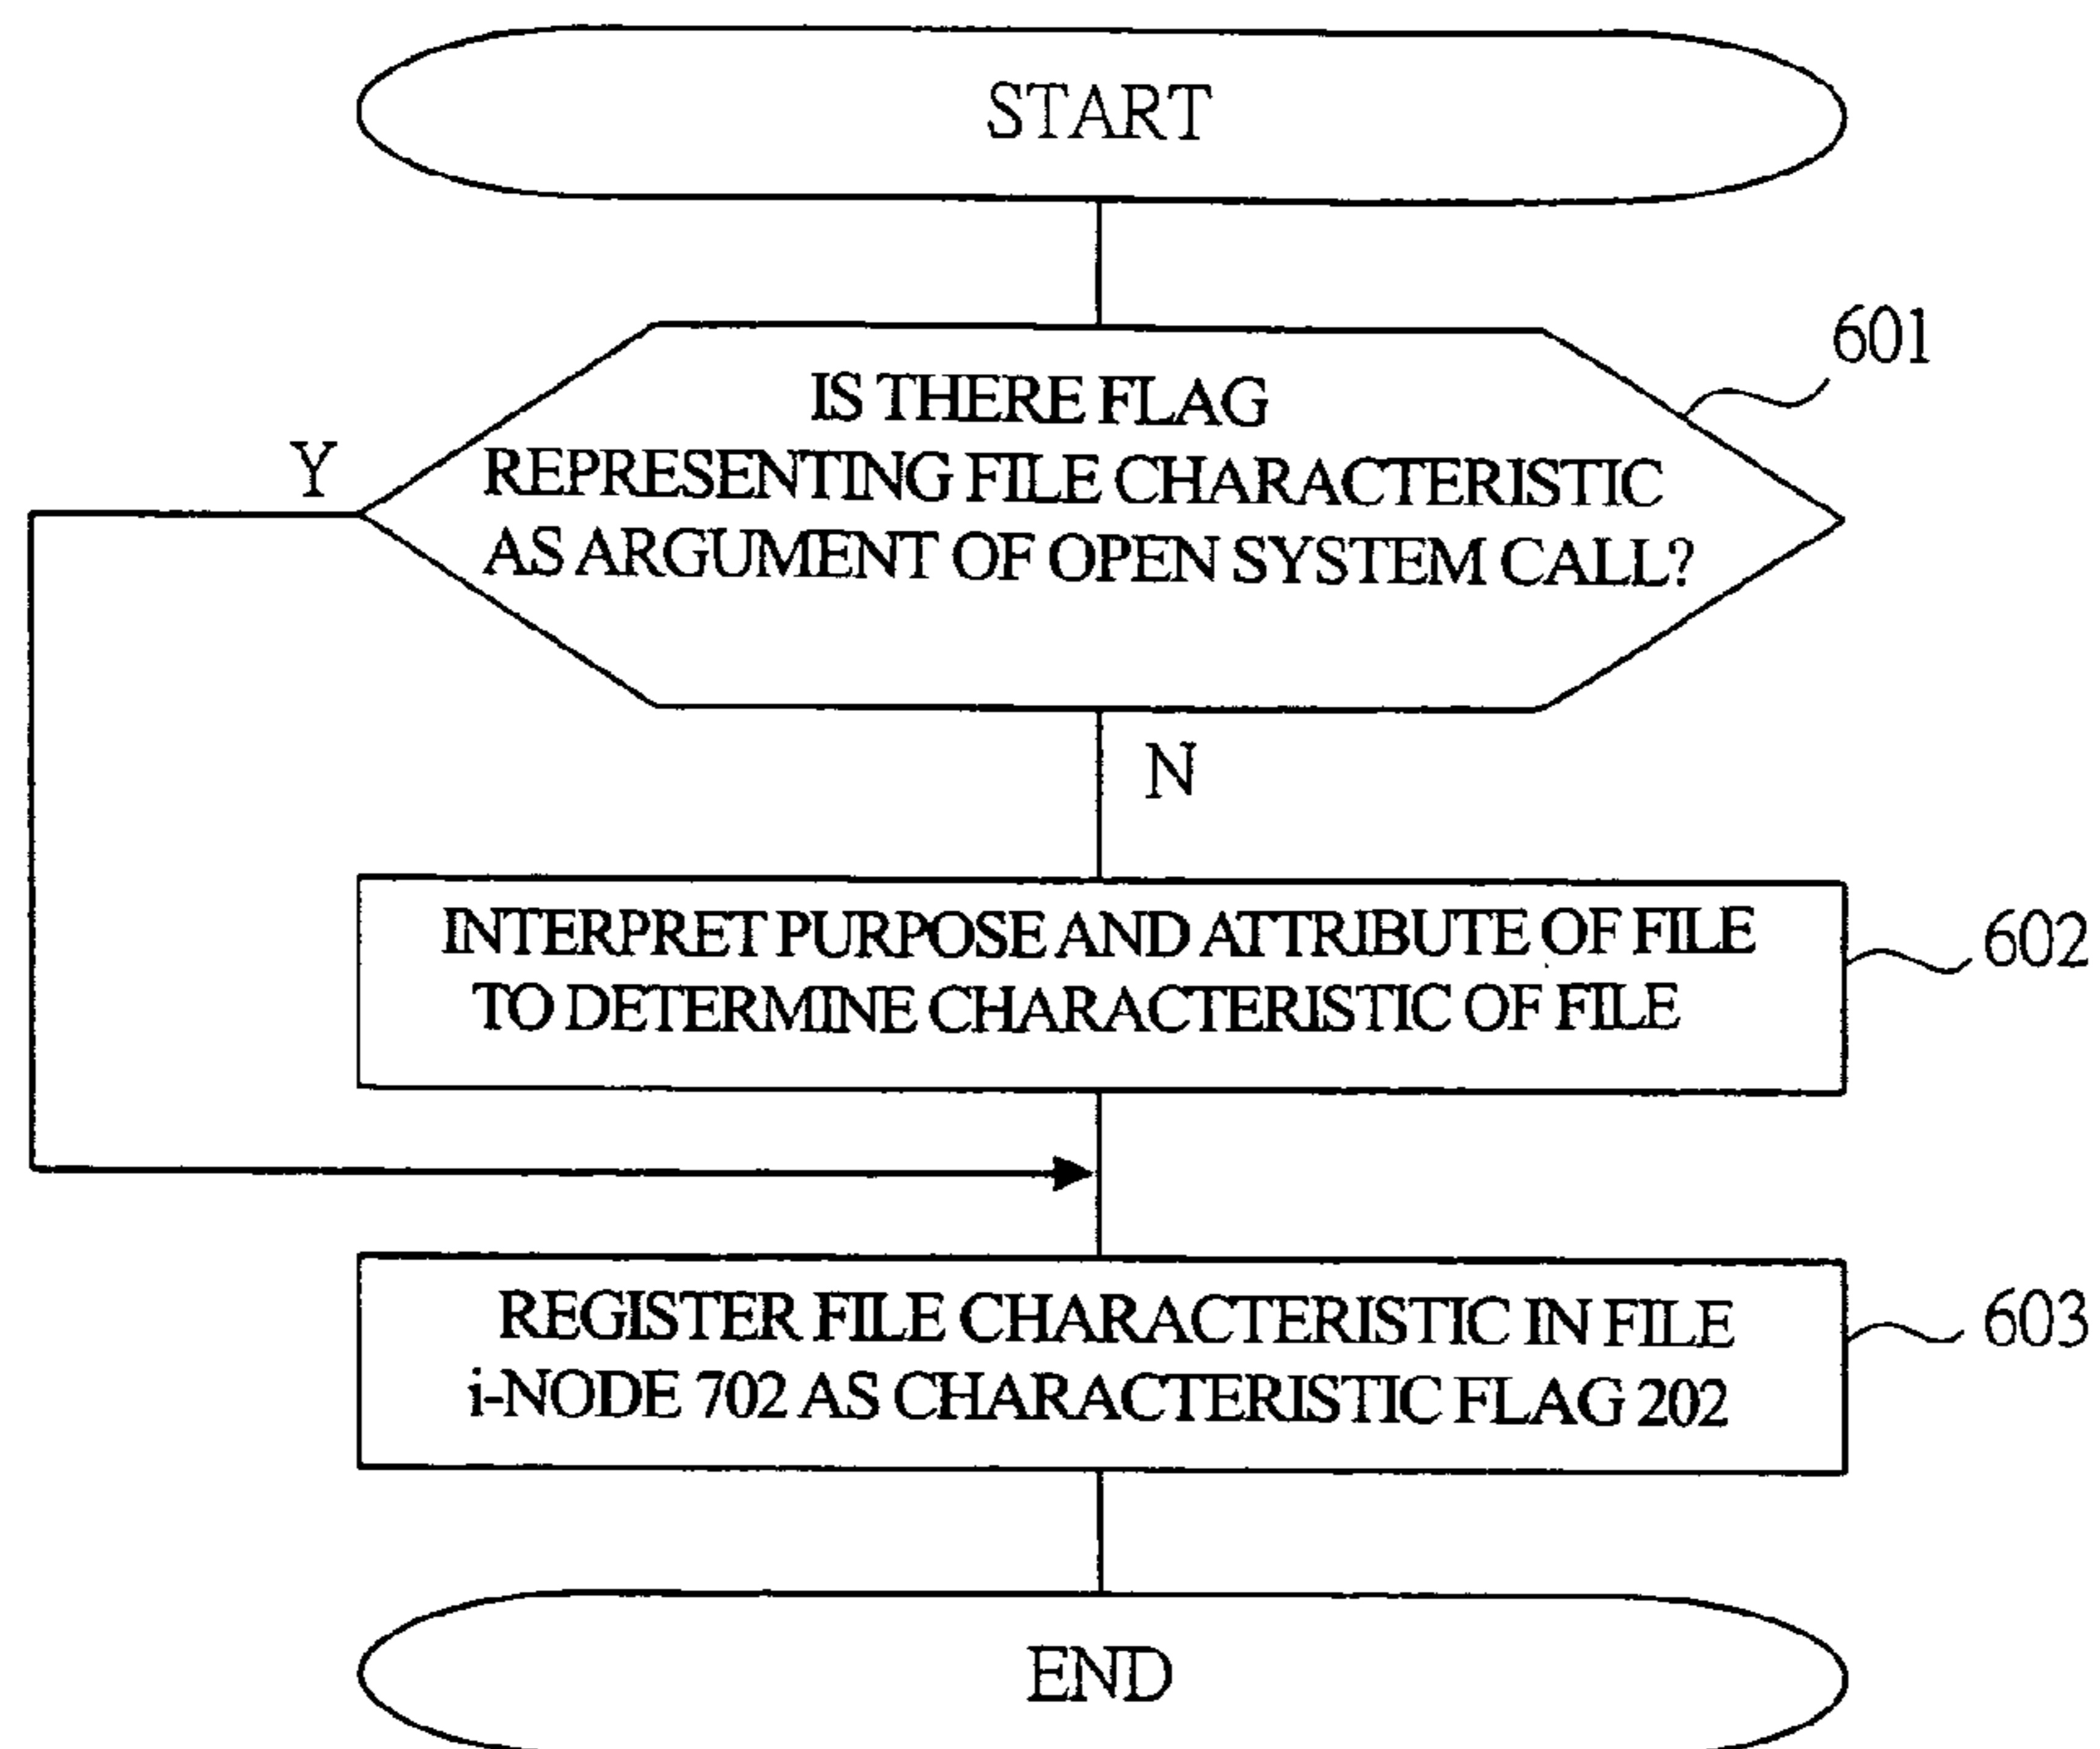 START
601
IS THERE FLAG
Y
REPRESENTING FILE CHARACTERISTIC
AS ARGUMENT OF OPEN SYSTEM CALL?
N
INTERPRET PURPOSE AND ATTRIBUTE OF FILE
602
TO DETERMINE CHARACTERISTIC OF FILE
REGISTER FILE CHARACTERISTIC IN FILE
603
i-NODE 702 AS CHARACTERISTIC FLAG 202
END